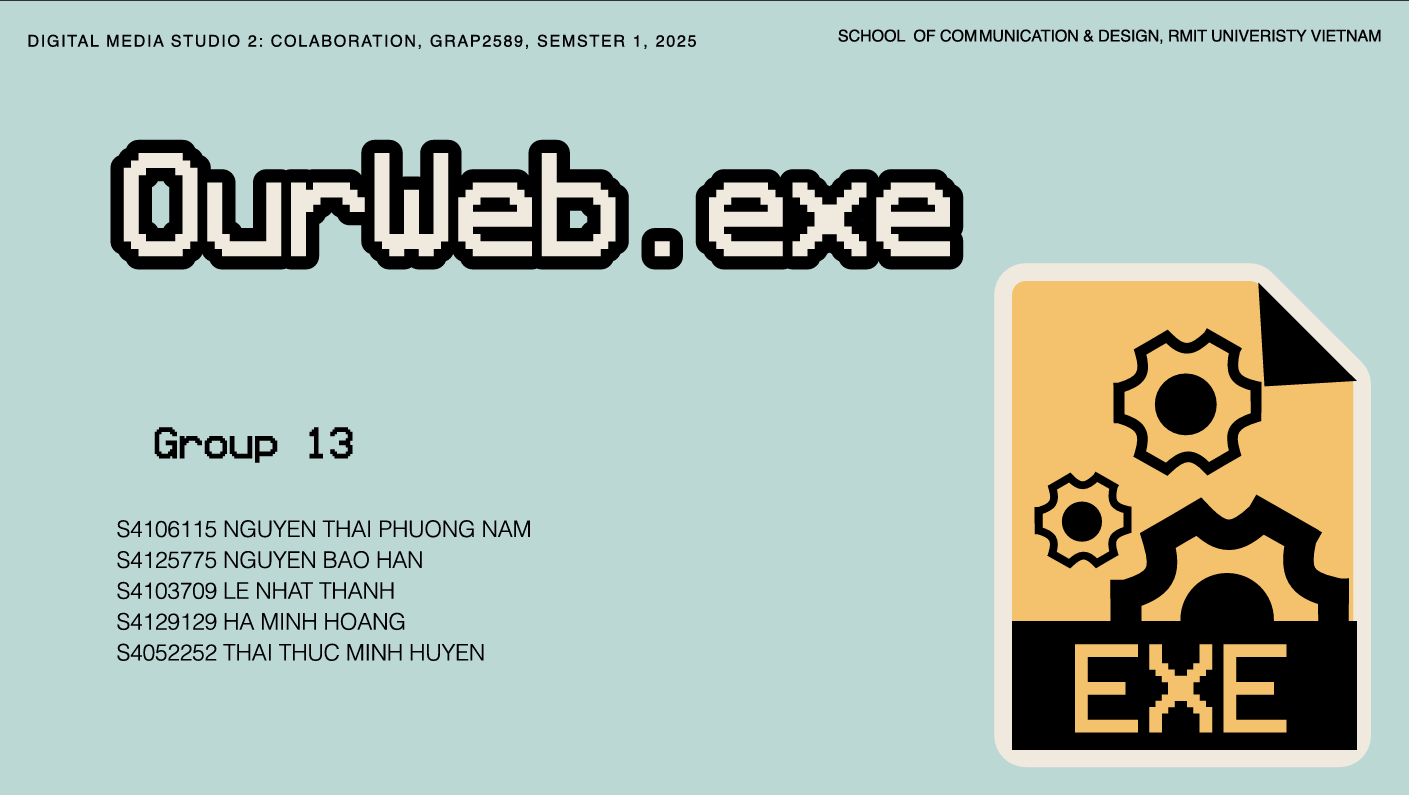 DIGITAL MEDIA STUDIO 2: COLABORATION, GRAP2589, SEMSTER 1, 2025
SCHOOL OF COMMUNICATION & DESIGN, RMIT UNIVERISTY VIETNAM
OurWeb.exe
Group 13
S4106115 NGUYEN THAI PHUONG NAM
S4125775 NGUYEN BAO HAN
S4103709 LE NHAT THANH
S4129129 HA MINH HOANG
S4052252 THAI THUC MINH HUYEN
EXE